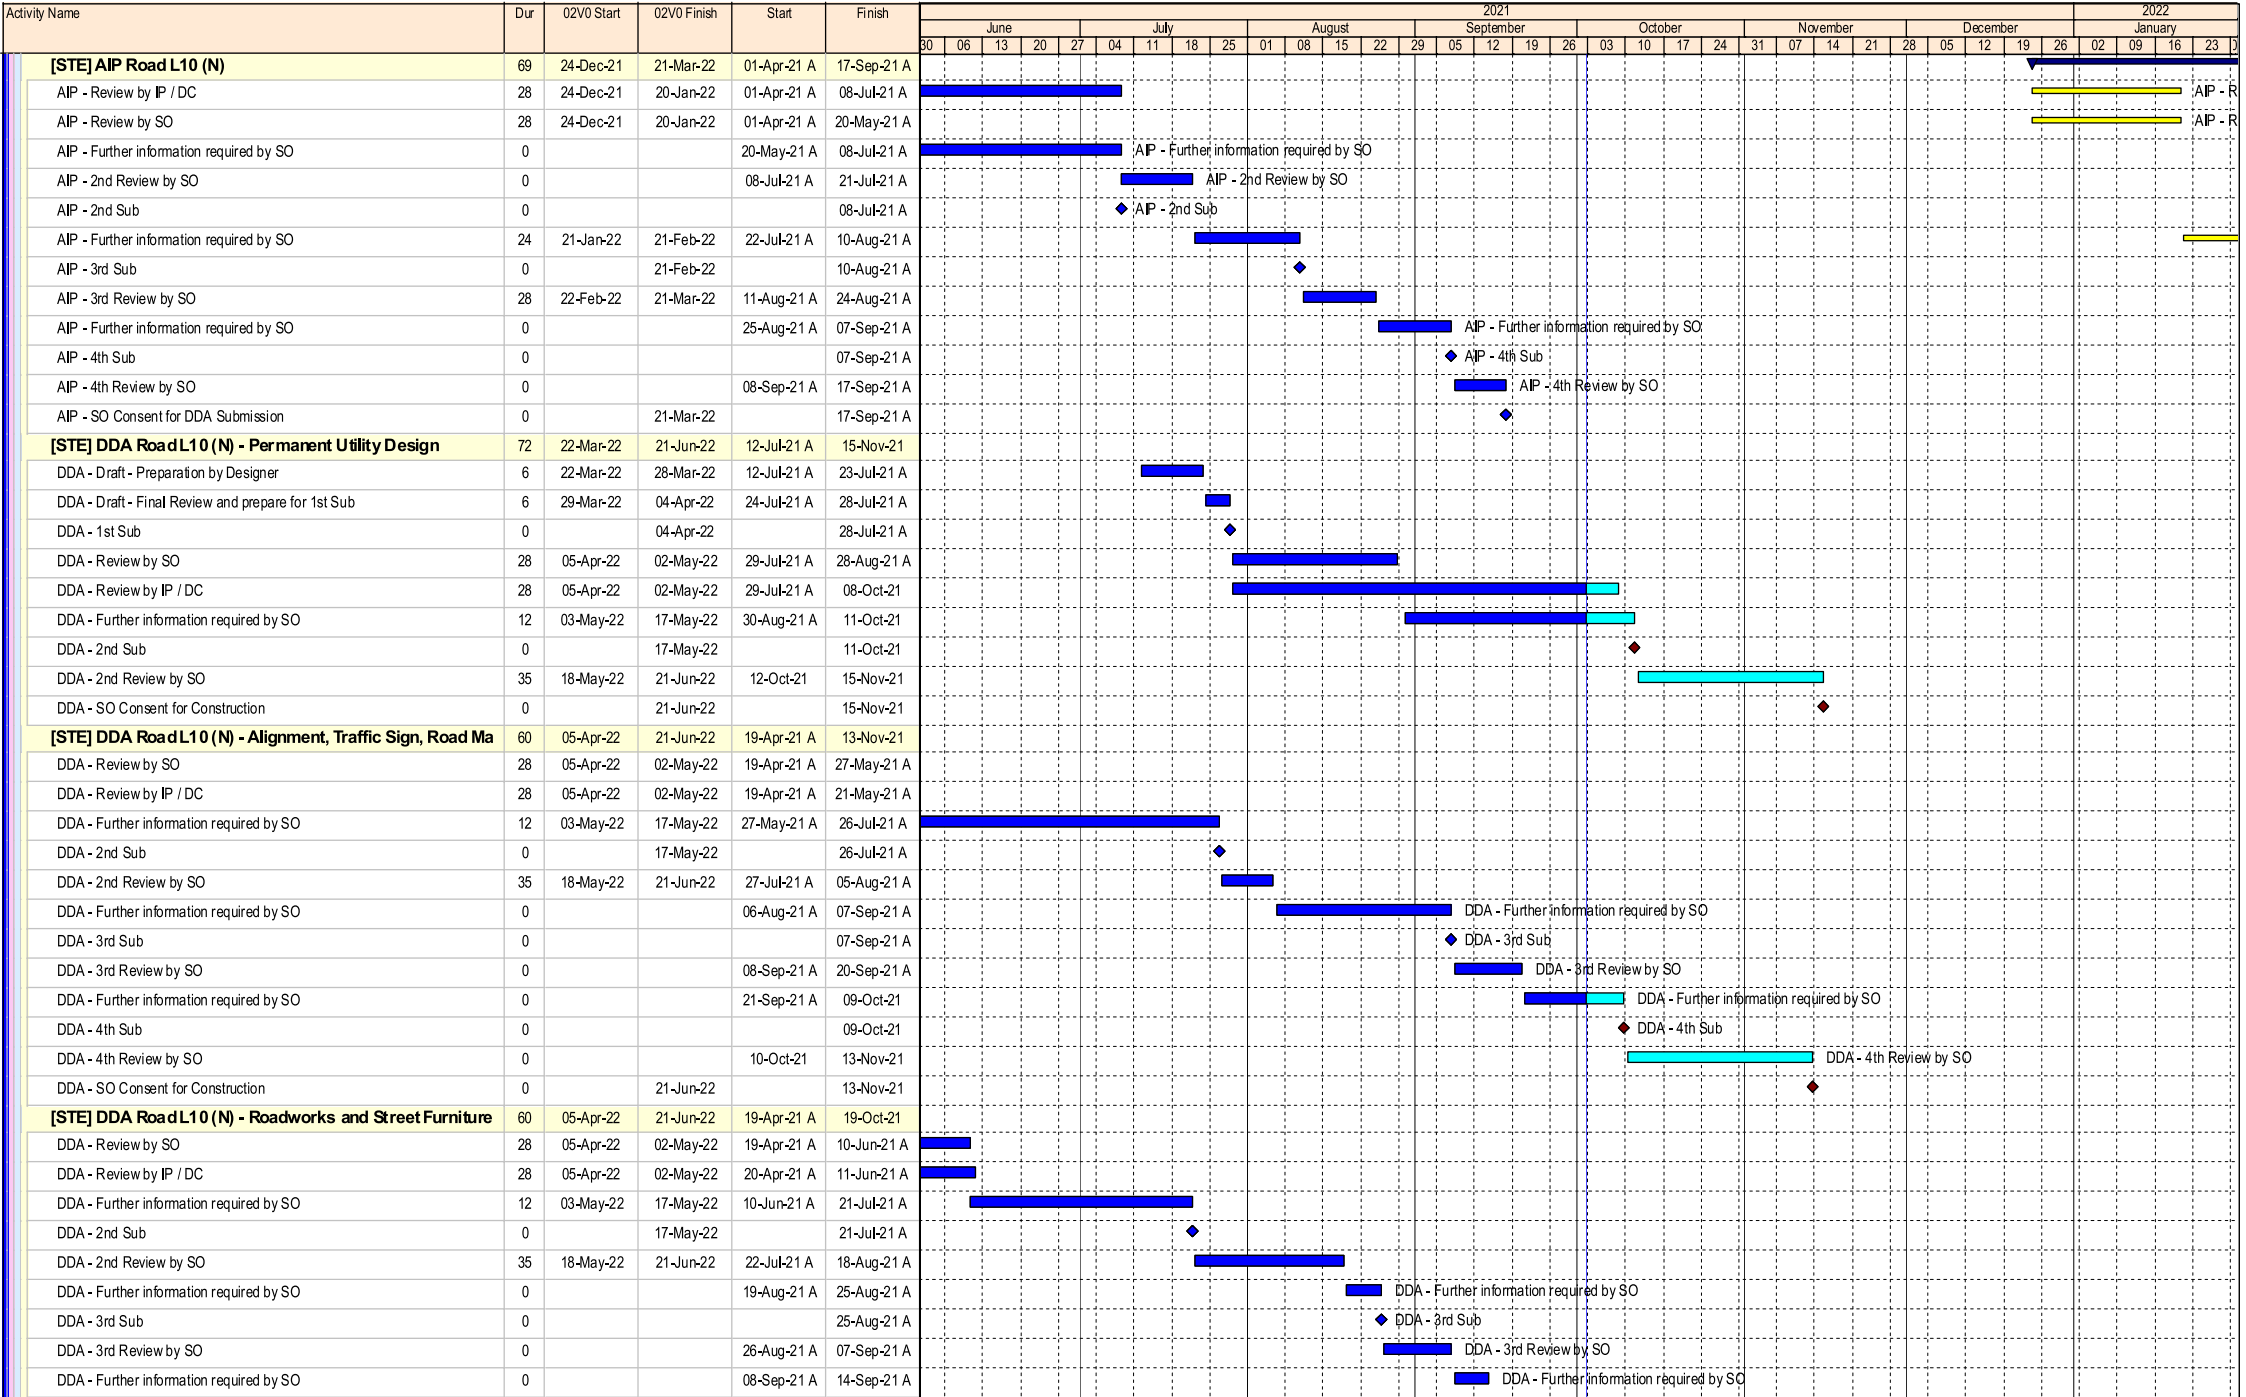 Activity Name Dur 02V0 Start 02V0 Finish Start Finish 2021 2022
June July August September October November December January
30 06 13 20 27 04 11 18 25 01 08 15 22 29 05 12 19 26 03 10 17 24 31 07 14 21 28 05 12 19 26 02 09 16 23
[STE] AIP Road L10 (N) 69 24-Dec-21 21-Mar-22 01-Apr-21 A 17-Sep-21 A
AIP - Review by IP / DC 28 24-Dec-21 20-Jan-22 01-Apr-21 A 08-Jul-21 A AIP - R
AIP - Review by SO 28 24-Dec-21 20-Jan-22 01-Apr-21 A 20-May-21 A AIP - R
AIP - Further information required by SO 0 20-May-21 A 08-Jul-21 A AIP - Further information required by SO
AIP - 2nd Review by SO 0 08-Jul-21 A 21-Jul-21 A AIP - 2nd Review by SO
AIP - 2nd Sub 0 08-Jul-21 A AIP - 2nd Sub
AIP - Further information required by SO 24 21-Jan-22 21-Feb-22 22-Jul-21 A 10-Aug-21 A
AIP - 3rd Sub 0 21-Feb-22 10-Aug-21 A
AIP - 3rd Review by SO 28 22-Feb-22 21-Mar-22 11-Aug-21 A 24-Aug-21 A
AIP - Further information required by SO 0 25-Aug-21 A 07-Sep-21 A AIP - Further information required by SO
AIP - 4th Sub 0 07-Sep-21 A AIP - 4th Sub
AIP - 4th Review by SO 0 08-Sep-21 A 17-Sep-21 A AIP - 4th Review by SO
AIP - SO Consent for DDA Submission 0 21-Mar-22 17-Sep-21 A
[STE] DDA Road L10 (N) - Permanent Utility Design 72 22-Mar-22 21-Jun-22 12-Jul-21 A 15-Nov-21
DDA - Draft - Preparation by Designer 6 22-Mar-22 28-Mar-22 12-Jul-21 A 23-Jul-21 A
DDA - Draft - Final Review and prepare for 1st Sub 6 29-Mar-22 04-Apr-22 24-Jul-21 A 28-Jul-21 A
DDA - 1st Sub 0 04-Apr-22 28-Jul-21 A
DDA - Review by SO 28 05-Apr-22 02-May-22 29-Jul-21 A 28-Aug-21 A
DDA - Review by IP / DC 28 05-Apr-22 02-May-22 29-Jul-21 A 08-Oct-21
DDA - Further information required by SO 12 03-May-22 17-May-22 30-Aug-21 A 11-Oct-21
DDA - 2nd Sub 0 17-May-22 11-Oct-21
DDA - 2nd Review by SO 35 18-May-22 21-Jun-22 12-Oct-21 15-Nov-21
DDA - SO Consent for Construction 0 21-Jun-22 15-Nov-21
[STE] DDA Road L10 (N) - Alignment, Traffic Sign, Road Ma 60 05-Apr-22 21-Jun-22 19-Apr-21 A 13-Nov-21
DDA - Review by SO 28 05-Apr-22 02-May-22 19-Apr-21 A 27-May-21 A
DDA - Review by IP / DC 28 05-Apr-22 02-May-22 19-Apr-21 A 21-May-21 A
DDA - Further information required by SO 12 03-May-22 17-May-22 27-May-21 A 26-Jul-21 A
DDA - 2nd Sub 0 17-May-22 26-Jul-21 A
DDA - 2nd Review by SO 35 18-May-22 21-Jun-22 27-Jul-21 A 05-Aug-21 A
DDA - Further information required by SO 0 06-Aug-21 A 07-Sep-21 A DDA - Further information required by SO
DDA - 3rd Sub 0 07-Sep-21 A DDA - 3rd Sub
DDA - 3rd Review by SO 0 08-Sep-21 A 20-Sep-21 A DDA - 3rd Review by SO
DDA - Further information required by SO 0 21-Sep-21 A 09-Oct-21 DDA - Further information required by SO
DDA - 4th Sub 0 09-Oct-21 DDA - 4th Sub
DDA - 4th Review by SO 0 10-Oct-21 13-Nov-21 DDA - 4th Review by SO
DDA - SO Consent for Construction 0 21-Jun-22 13-Nov-21
[STE] DDA Road L10 (N) - Roadworks and Street Furniture 60 05-Apr-22 21-Jun-22 19-Apr-21 A 19-Oct-21
DDA - Review by SO 28 05-Apr-22 02-May-22 19-Apr-21 A 10-Jun-21 A
DDA - Review by IP / DC 28 05-Apr-22 02-May-22 20-Apr-21 A 11-Jun-21 A
DDA - Further information required by SO 12 03-May-22 17-May-22 10-Jun-21 A 21-Jul-21 A
DDA - 2nd Sub 0 17-May-22 21-Jul-21 A
DDA - 2nd Review by SO 35 18-May-22 21-Jun-22 22-Jul-21 A 18-Aug-21 A
DDA - Further information required by SO 0 19-Aug-21 A 25-Aug-21 A DDA - Further information required by SO
DDA - 3rd Sub 0 25-Aug-21 A DDA - 3rd Sub
DDA - 3rd Review by SO 0 26-Aug-21 A 07-Sep-21 A DDA - 3rd Review by SO
DDA - Further information required by SO 0 08-Sep-21 A 14-Sep-21 A DDA - Further information required by SO